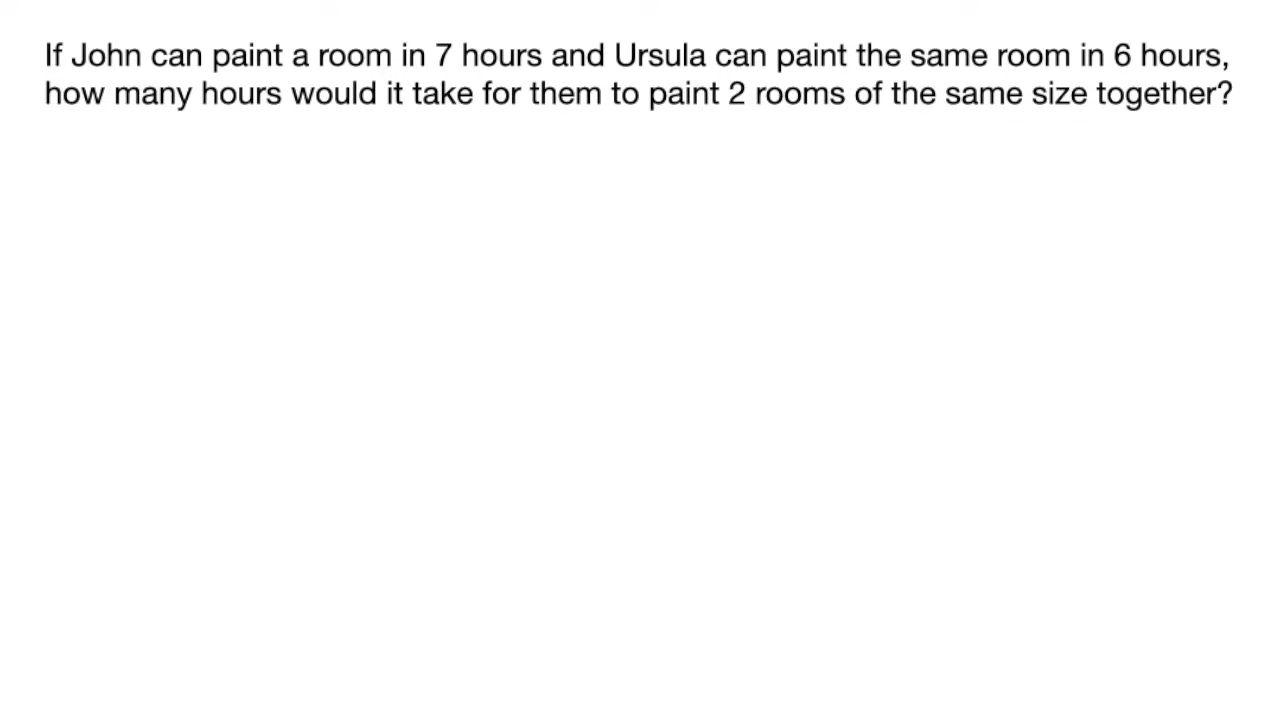 If John can paint a room in 7 hours and Ursula can paint the same room in 6 hours,
how many hours would it take for them to paint 2 rooms of the same size together?